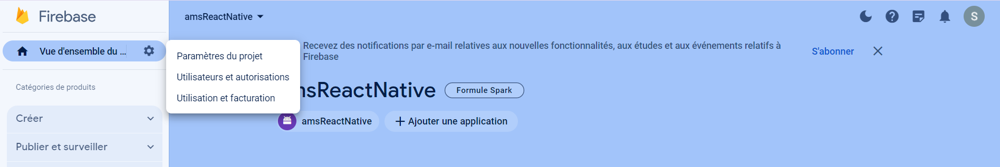 Firebase
amsReactNative
S
Vue d'ensemble du ...
Paramètres du projet
Utilisateurs et autorisations
Utilisation et facturation
Recevez des notifications par e-mail relatives aux nouvelles fonctionnalités, aux études et aux événements relatifs à
Firebase
S'abonner
Catégories de produits
Créer
Publier et surveiller
msReactNative
Formule Spark
amsReactNative
Ajouter une application